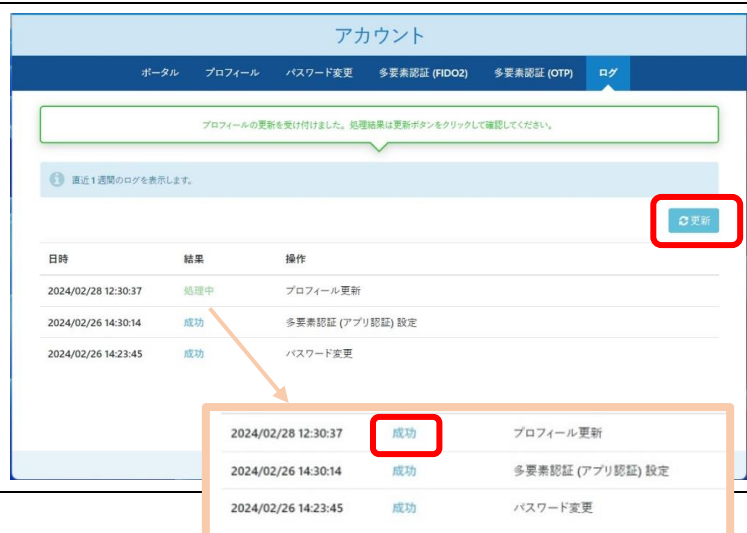 アカウント
ポータル プロフィール パスワード変更 多要素認証 (FIDO2) 多要素認証 (OTP) ログ
プロフィールの更新を受け付けました。処理結果は更新ボタンをクリックして確認してください。
直近1週間のログを表示します。
更新
日時 結果 操作
2024/02/28 12:30:37 処理中 プロフィール更新
2024/02/26 14:30:14 成功 多要素認証 (アプリ認証) 設定
2024/02/26 14:23:45 成功 パスワード変更
2024/02/28 12:30:37 成功 プロフィール更新
2024/02/26 14:30:14 成功 多要素認証 (アプリ認証) 設定
2024/02/26 14:23:45 成功 パスワード変更